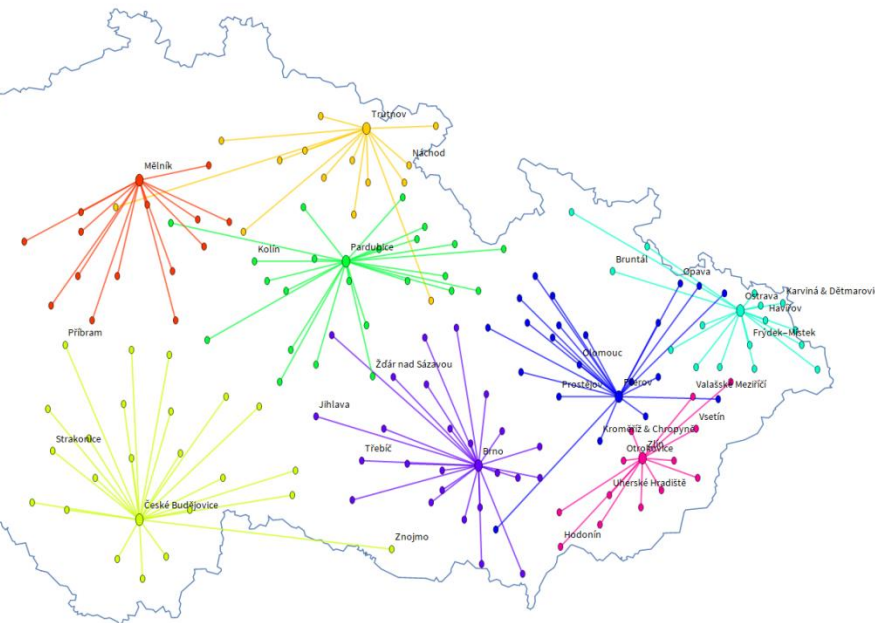 Trutnov
Náchod
Mělník
Kolín
Pardubice
Bruntál
Opava
Karviná & Dětmarovi
Ostrava
Havířov
Frýdek-Místek
Příbram
Olomouc
Žďár nad Sázavou
Prostějov
Přerov
Valašské Meziříčí
Jihlava
Vsetín
Kroměříž & Chropyně
Strakonice
Třebíč
Brno
Zlín
Otrokovice
Uherské Hradiště
České Budějovice
Znojmo
Hodonín